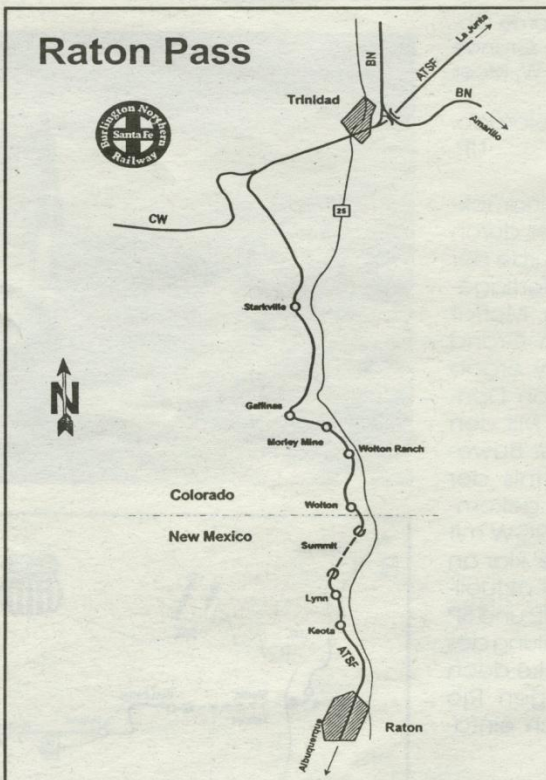 Raton Pass
La Junta
BN
ATSF
BN
Trinidad
Amarillo
Burlington Northern
Santa Fe
Railway
CW
25
Starkville
N
Gallinas
Morley Mine
Wolton Ranch
Colorado
Wolton
New Mexico
Summit
Lynn
Keota
ATSF
Raton
Albuquerque